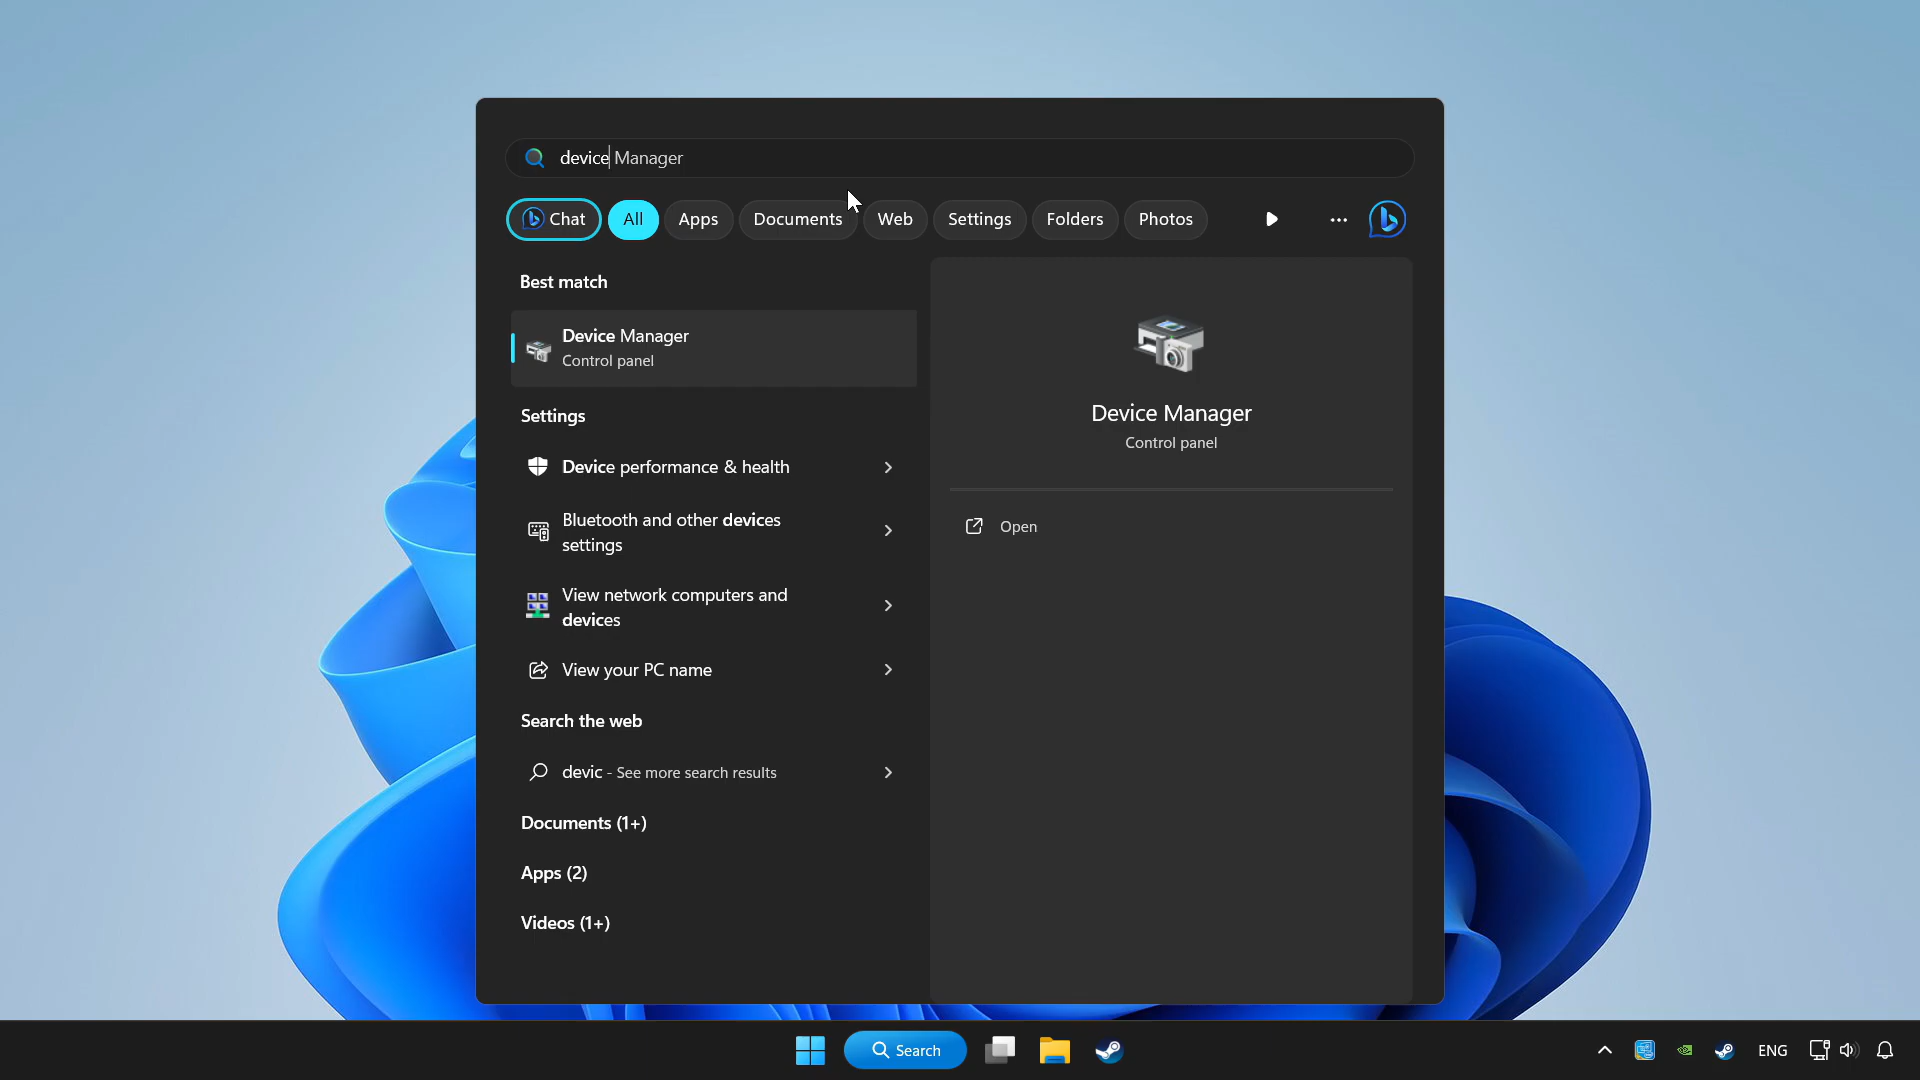 device Manager
Chat
All
Apps
Documents
Web
Settings
Folders
Photos
Best match
Device Manager
Control panel
Settings
Device performance & health
Bluetooth and other devices
settings
View network computers and
devices
View your PC name
Search the web
devic - See more search results
Documents (1+)
Apps (2)
Videos (1+)
Device Manager
Control panel
Open
Search
ENG